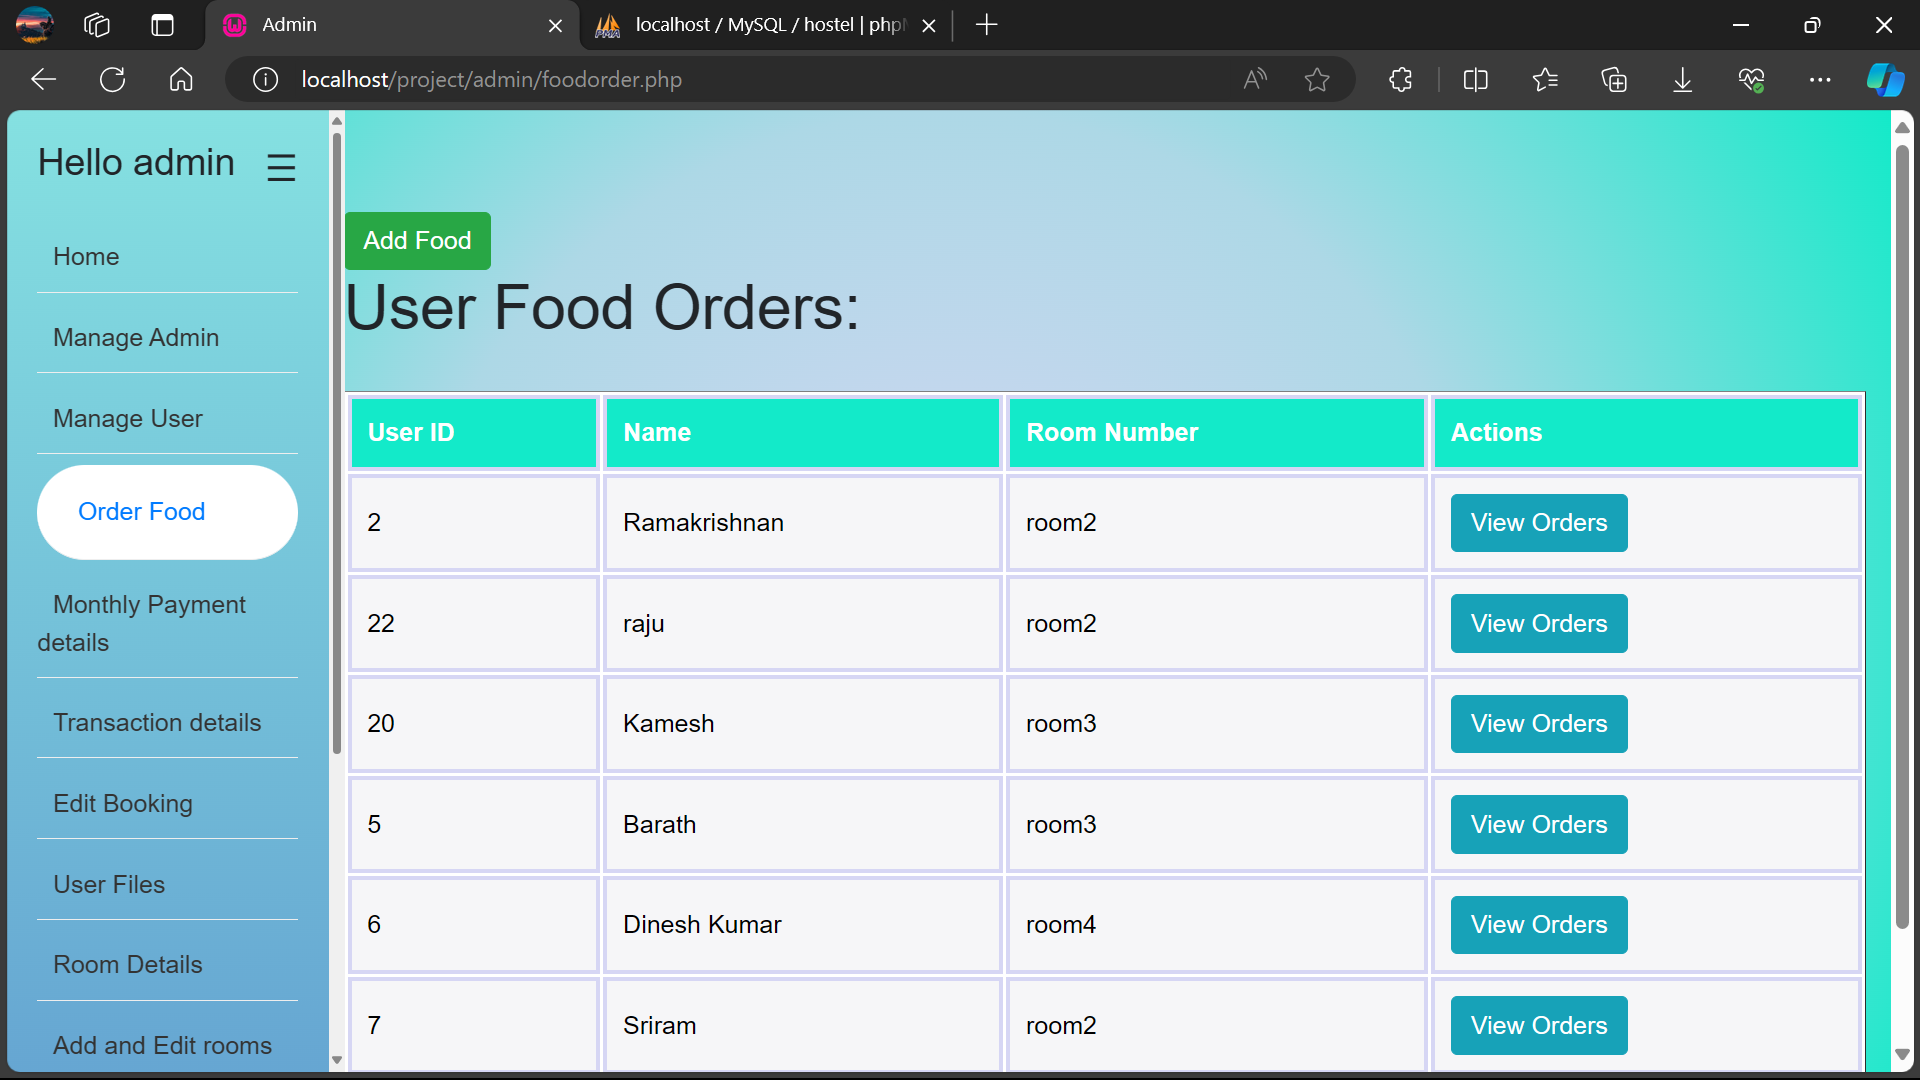 Admin
localhost / MySQL / hostel | php
localhost/project/admin/foodorder.php
Hello admin
Home
Manage Admin
Manage User
Order Food
Monthly Payment
details
Transaction details
Edit Booking
User Files
Room Details
Add and Edit rooms
Add Food
User Food Orders:
User ID Name Room Number Actions
2 Ramakrishnan room2 View Orders
22 raju room2 View Orders
20 Kamesh room3 View Orders
5 Barath room3 View Orders
6 Dinesh Kumar room4 View Orders
7 Sriram room2 View Orders